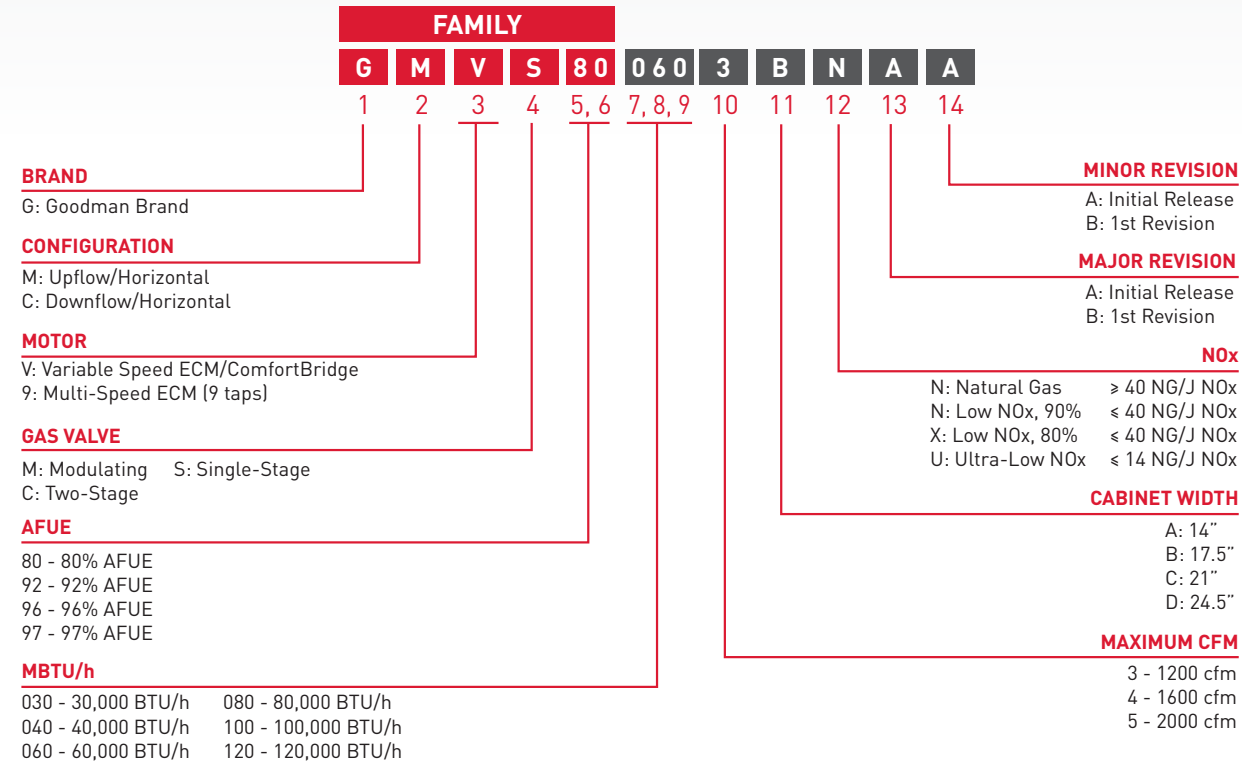 FAMILY
G M V S 80 060 3 B N A A
1 2 3 4 5, 6 7, 8, 9 10 11 12 13 14
BRAND
G: Goodman Brand
CONFIGURATION
M: Upflow/Horizontal
C: Downflow/Horizontal
MOTOR
V: Variable Speed ECM/ComfortBridge
9: Multi-Speed ECM (9 taps)
GAS VALVE
M: Modulating S: Single-Stage
C: Two-Stage
AFUE
80 - 80% AFUE
92 - 92% AFUE
96 - 96% AFUE
97 - 97% AFUE
MBTU/h
030 - 30,000 BTU/h 080 - 80,000 BTU/h
040 - 40,000 BTU/h 100 - 100,000 BTU/h
060 - 60,000 BTU/h 120 - 120,000 BTU/h
MINOR REVISION
A: Initial Release
B: 1st Revision
MAJOR REVISION
A: Initial Release
B: 1st Revision
NOx
N: Natural Gas ⩾ 40 NG/J NOx
N: Low NOx, 90% ⩽ 40 NG/J NOx
X: Low NOx, 80% ⩽ 40 NG/J NOx
U: Ultra-Low NOx ⩽ 14 NG/J NOx
CABINET WIDTH
A: 14”
B: 17.5”
C: 21”
D: 24.5”
MAXIMUM CFM
3 - 1200 cfm
4 - 1600 cfm
5 - 2000 cfm